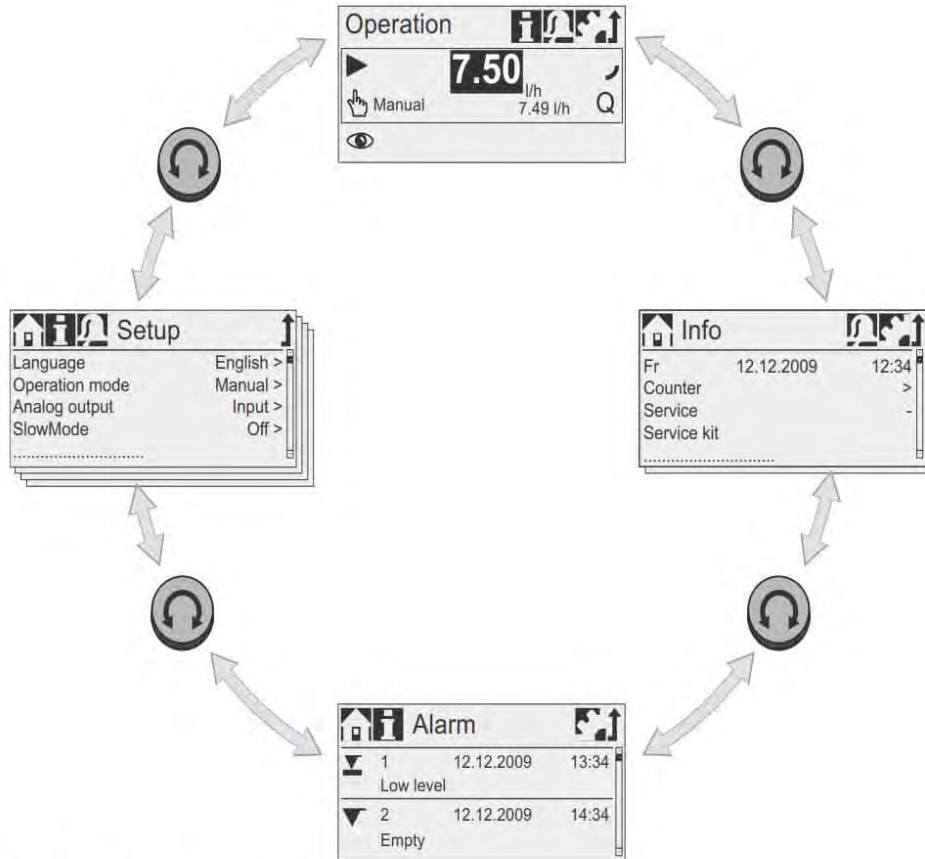 Operation
7.50
l/h
Manual
7.49 l/h
Q
Setup
Language English >
Operation mode Manual >
Analog output Input >
SlowMode Off >
............................
Info
Fr 12.12.2009 12:34
Counter >
Service -
Service kit
............................
Alarm
1 12.12.2009 13:34
Low level
2 12.12.2009 14:34
Empty